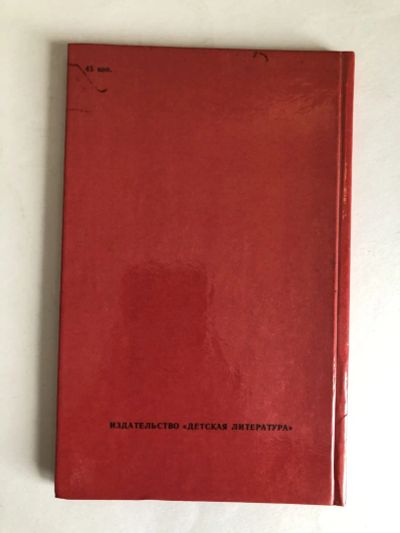 45 коп.
ИЗДАТЕЛЬСТВО «ДЕТСКАЯ ЛИТЕРАТУРА»